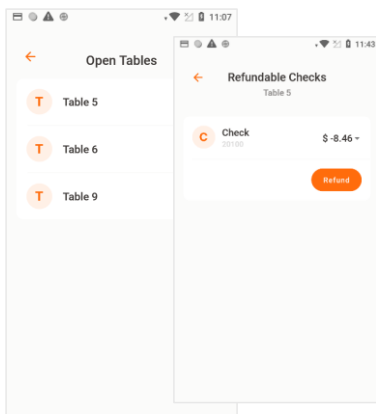 11:07
Open Tables
T Table 5
T Table 6
T Table 9
11:43
Refundable Checks
Table 5
C Check $ -8.46
20100
Refund